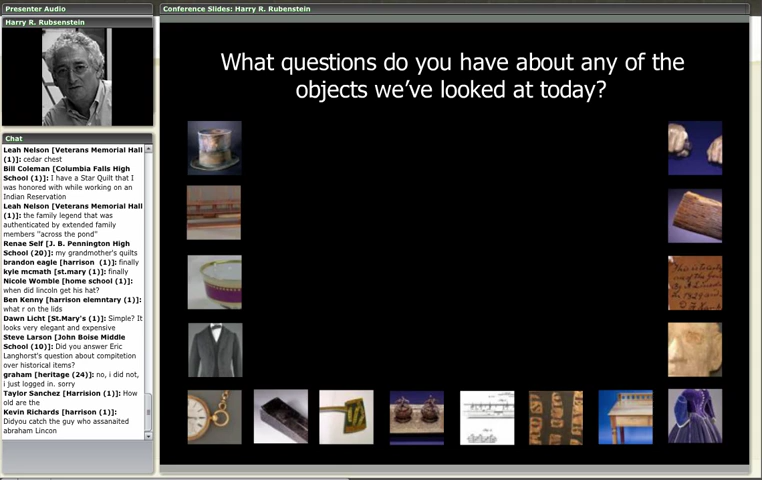 Presenter Audio
Harry R. Rubsenstein
Chat
Leah Nelson [Veterans Memorial Hall
(1)]: cedar chest
Bill Coleman [Columbia Falls High
School (1)]: I have a Star Quilt that I
was honored with while working on an
Indian Reservation
Leah Nelson [Veterans Memorial Hall
(1)]: the family legend that was
authenticated by extended family
members "across the pond"
Renae Self [J. B. Pennington High
School (20)]: my grandmother's quilts
brandon eagle [harrison (1)]: finally
kyle mcmath [st.mary (1)]: finally
Nicole Womble [home school (1)]:
when did lincoln get his hat?
Ben Kenny [harrison elemntary (1)]:
what r on the lids
Dawn Licht [St.Mary's (1)]: Simple? It
looks very elegant and expensive
Steve Larson [John Boise Middle
School (10)]: Did you answer Eric
Langhorst's question about compitetion
over historical items?
graham [heritage (24)]: no, i did not,
i just logged in. sorry
Taylor Sanchez [Harrision (1)]: How
old are the
Kevin Richards [harrison (1)]:
Didyou catch the guy who assanaited
abraham Lincon
Conference Slides: Harry R. Rubenstein
What questions do you have about any of the
objects we've looked at today?